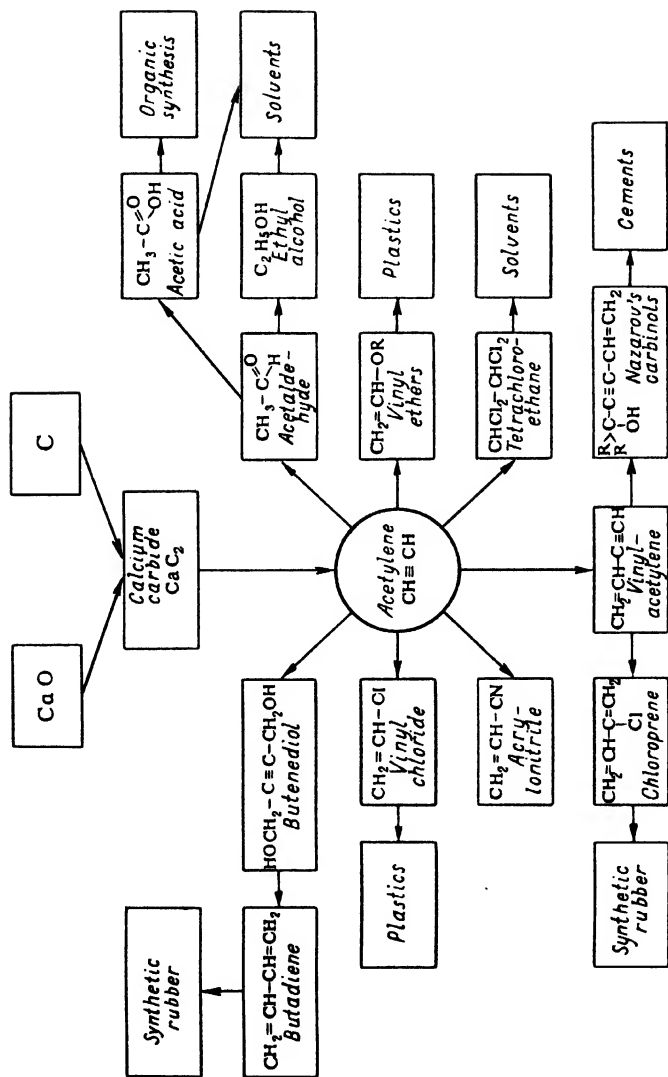 CaO
C
Calcium
carbide
CaC₂
Synthetic
rubber
CH₂=CH-CH=CH₂
Butadiene
HOCH₂-C≡C-CH₂OH
Butenediol
CH₃-C=O
H
Acetalde-
hyde
CH₃-C=O
OH
Acetic acid
Organic
synthesis
C₂H₅OH
Ethyl
alcohol
Solvents
Acetylene
CH≡CH
Plastics
CH₂=CH-Cl
Vinyl
chloride
CH₂=CH-OR
Vinyl
ethers
Plastics
CH₂=CH-CN
Acry-
lonitrile
CHCl₂-CHCl₂
Tetrachloro-
ethane
Solvents
Synthetic
rubber
CH₂=CH-C=CH₂
Cl
Chloroprene
CH₂=CH-C≡CH
Vinyl-
acetylene
R>C-C≡C-CH=CH₂
R OH
Nazarov's
carbinols
Cements